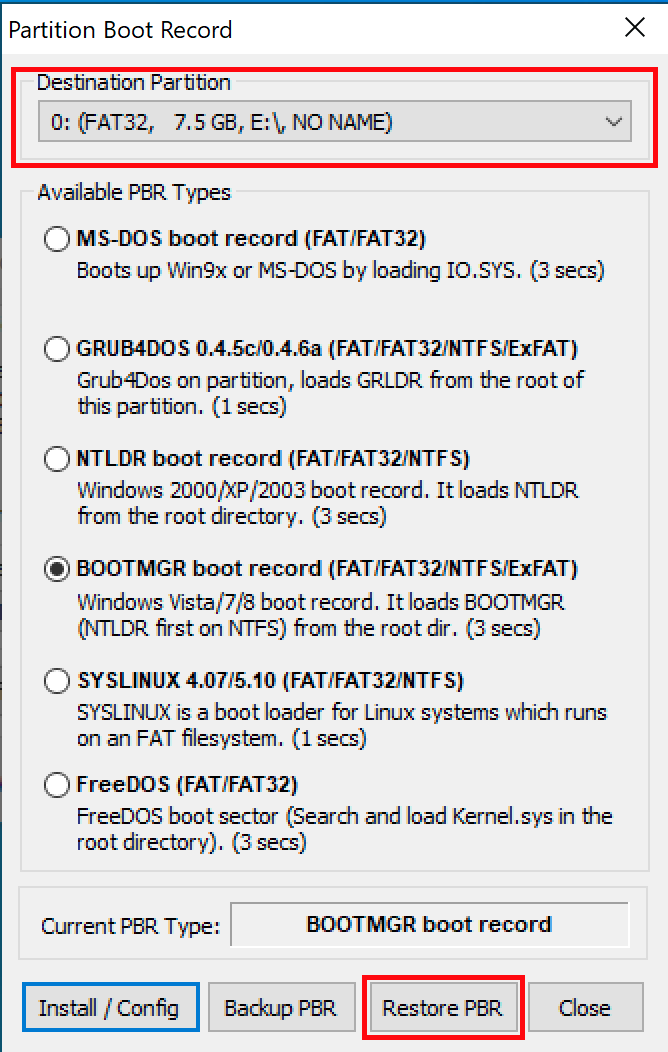 Partition Boot Record
Destination Partition
0: (FAT32, 7.5 GB, E:\, NO NAME)
Available PBR Types
MS-DOS boot record (FAT/FAT32)
Boots up Win9x or MS-DOS by loading IO.SYS. (3 secs)
GRUB4DOS 0.4.5c/0.4.6a (FAT/FAT32/NTFS/ExFAT)
Grub4Dos on partition, loads GRLDR from the root of
this partition. (1 secs)
NTLDR boot record (FAT/FAT32/NTFS)
Windows 2000/XP/2003 boot record. It loads NTLDR
from the root directory. (3 secs)
BOOTMGR boot record (FAT/FAT32/NTFS/ExFAT)
Windows Vista/7/8 boot record. It loads BOOTMGR
(NTLDR first on NTFS) from the root dir. (3 secs)
SYSLINUX 4.07/5.10 (FAT/FAT32/NTFS)
SYSLINUX is a boot loader for Linux systems which runs
on an FAT filesystem. (1 secs)
FreeDOS (FAT/FAT32)
FreeDOS boot sector (Search and load Kernel.sys in the
root directory). (3 secs)
Current PBR Type: BOOTMGR boot record
Install / Config Backup PBR Restore PBR Close